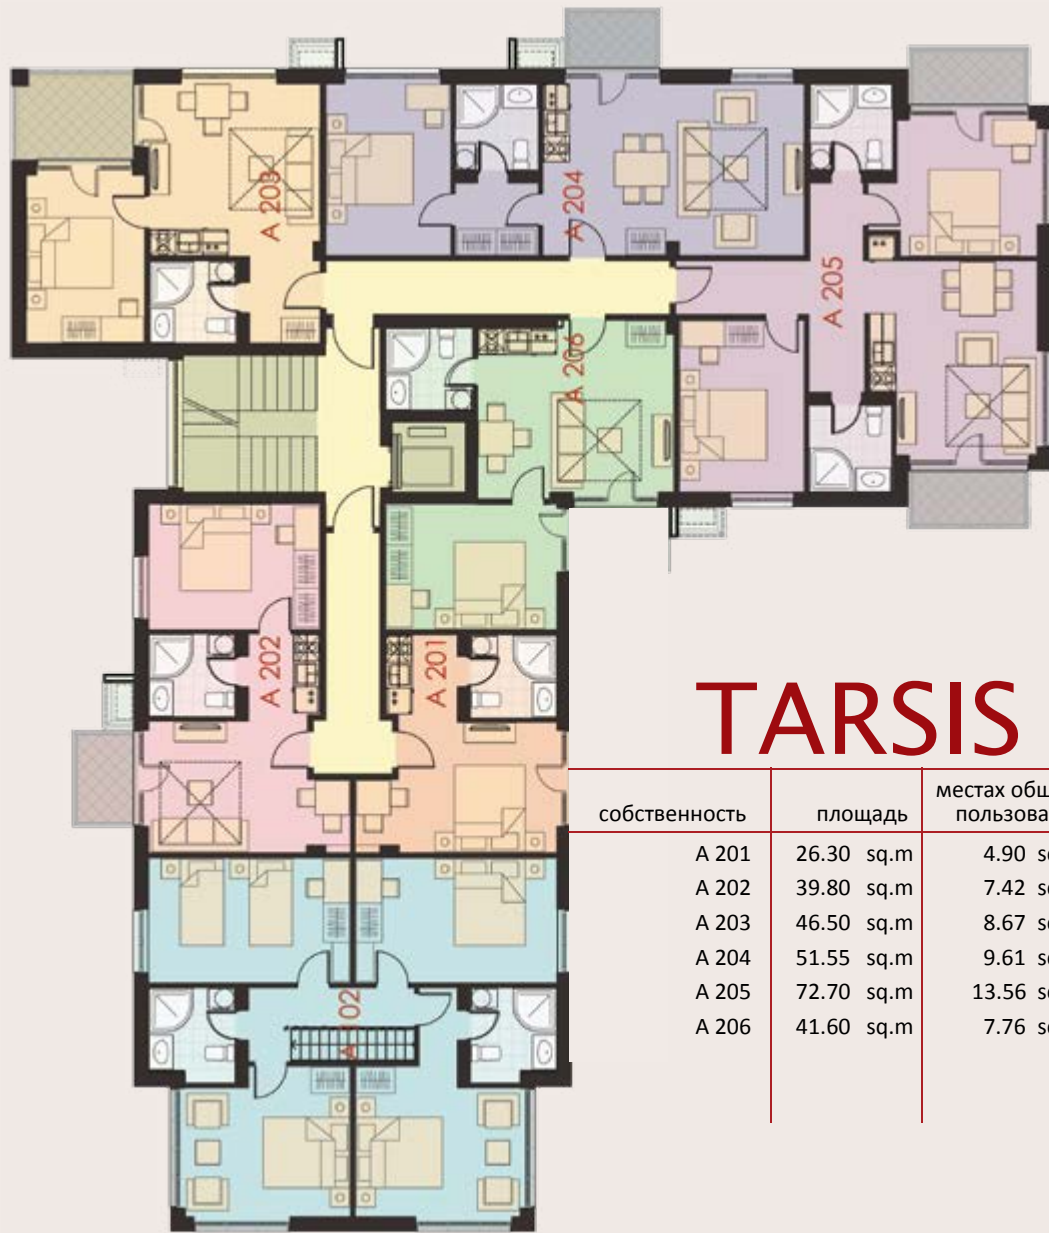 A 203
A 204
A 205
A 206
A 202
A 201
A 102
TARSIS
собственность площадь местах общ
пользова
A 201 26.30 sq.m 4.90
A 202 39.80 sq.m 7.42
A 203 46.50 sq.m 8.67
A 204 51.55 sq.m 9.61
A 205 72.70 sq.m 13.56
A 206 41.60 sq.m 7.76